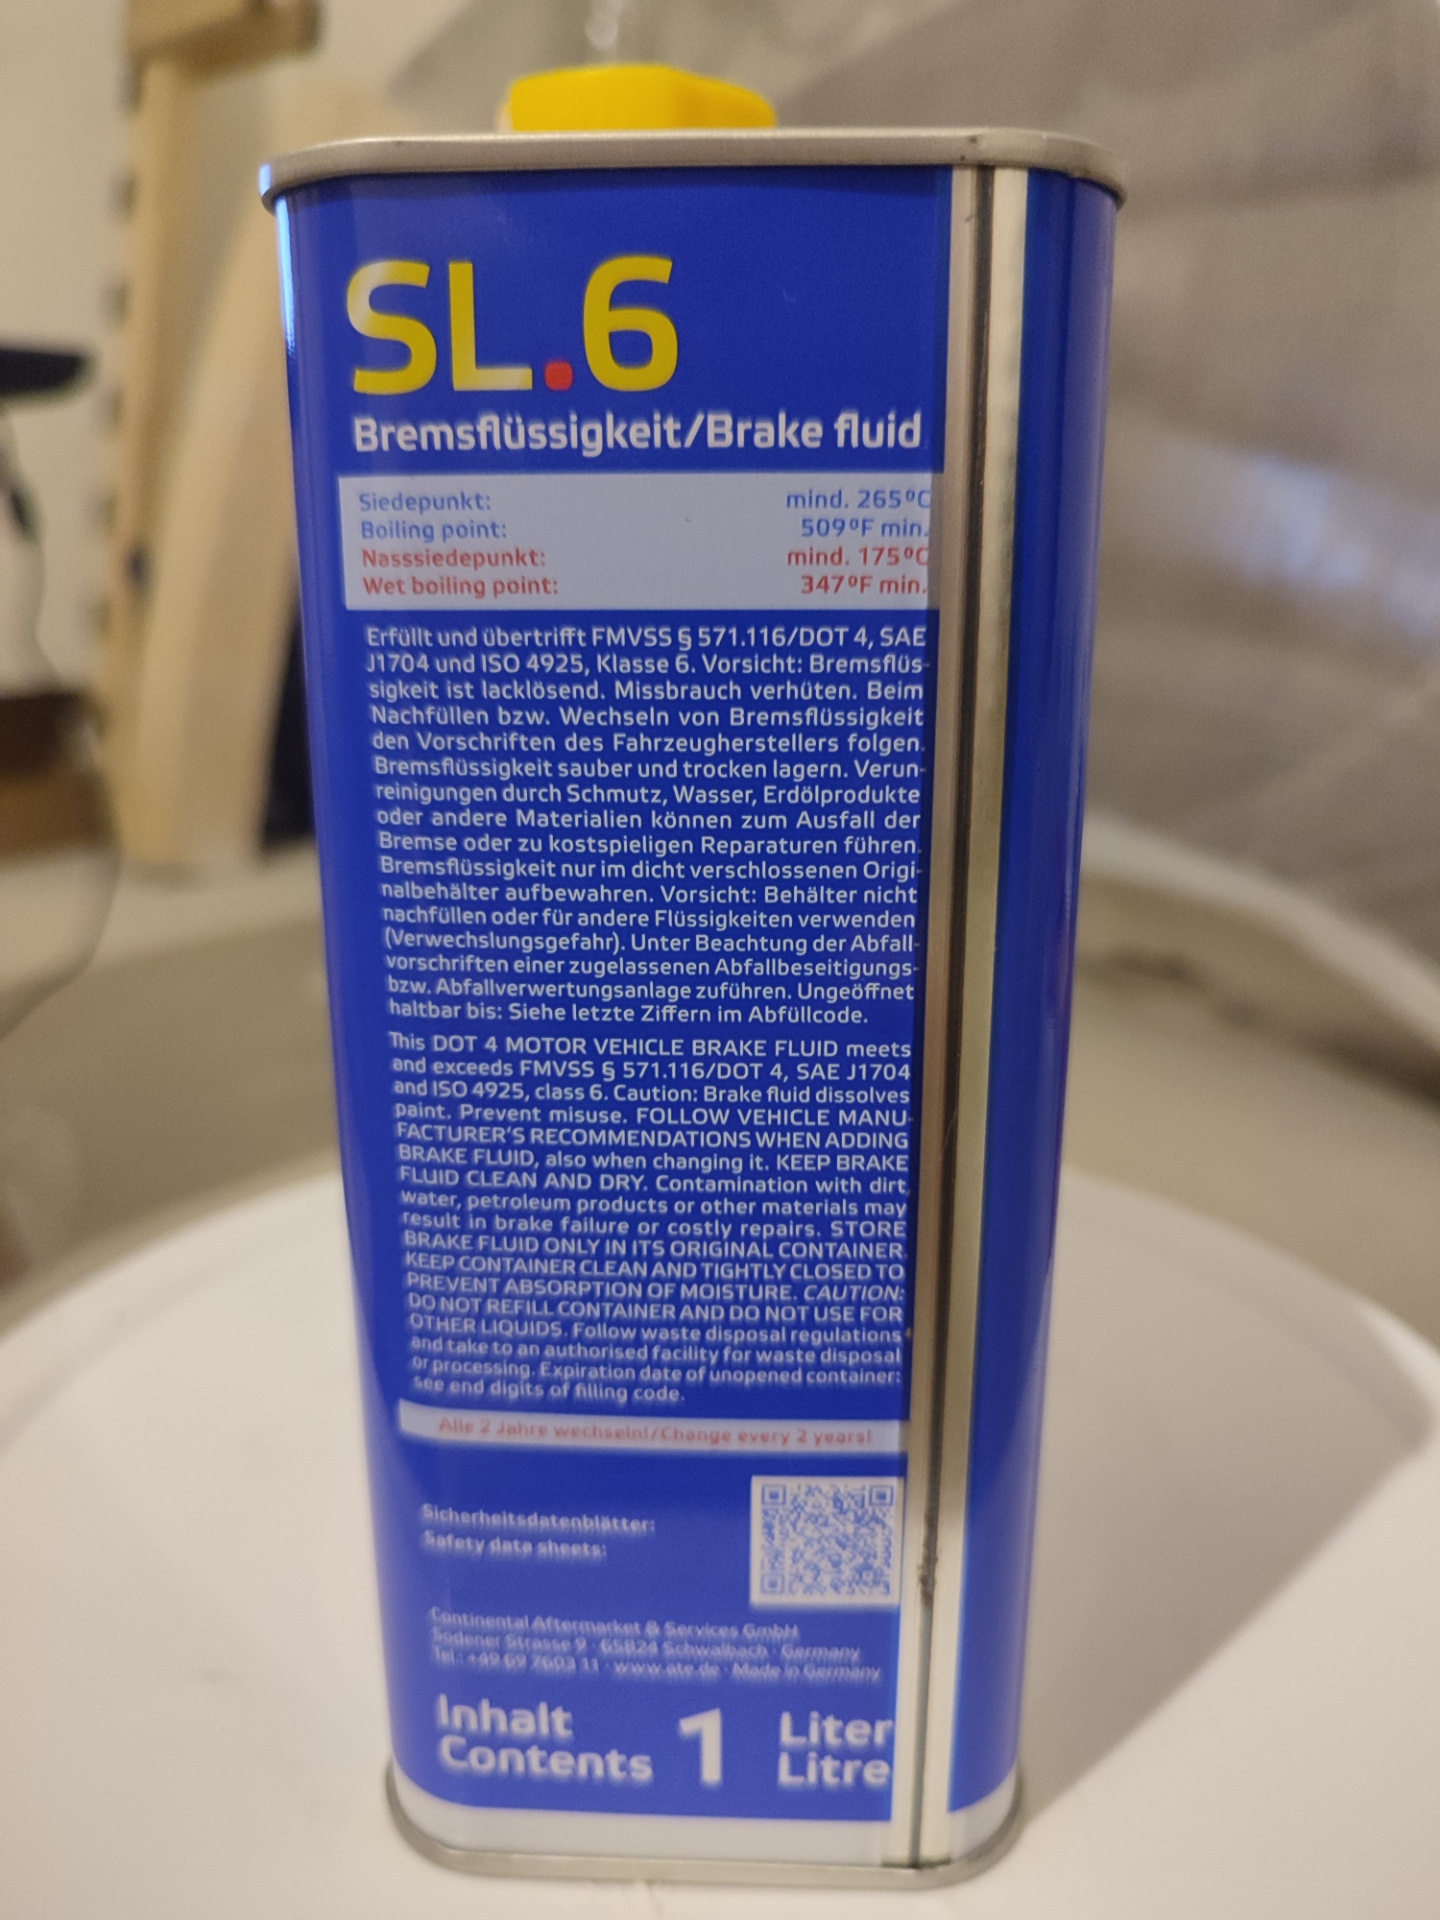 SL.6
Bremsflüssigkeit/Brake fluid
Siedepunkt: mind. 265ºC
Boiling point: 509ºF min.
Nasssiedepunkt: mind. 175ºC
Wet boiling point: 347ºF min.
Erfüllt und übertrifft FMVSS § 571.116/DOT 4, SAE
J1704 und ISO 4925, Klasse 6. Vorsicht: Bremsflüs-
sigkeit ist lacklösend. Missbrauch verhüten. Beim
Nachfüllen bzw. Wechseln von Bremsflüssigkeit
den Vorschriften des Fahrzeugherstellers folgen.
Bremsflüssigkeit sauber und trocken lagern. Verun-
reinigungen durch Schmutz, Wasser, Erdölprodukte
oder andere Materialien können zum Ausfall der
Bremse oder zu kostspieligen Reparaturen führen.
Bremsflüssigkeit nur im dicht verschlossenen Origi-
nalbehälter aufbewahren. Vorsicht: Behälter nicht
nachfüllen oder für andere Flüssigkeiten verwenden
(Verwechslungsgefahr). Unter Beachtung der Abfall-
vorschriften einer zugelassenen Abfallbeseitigungs-
bzw. Abfallverwertungsanlage zuführen. Ungeöffnet
haltbar bis: Siehe letzte Ziffern im Abfüllcode.
This DOT 4 MOTOR VEHICLE BRAKE FLUID meets
and exceeds FMVSS § 571.116/DOT 4, SAE J1704
and ISO 4925, class 6. Caution: Brake fluid dissolves
paint. Prevent misuse. FOLLOW VEHICLE MANU-
FACTURER'S RECOMMENDATIONS WHEN ADDING
BRAKE FLUID, also when changing it. KEEP BRAKE
FLUID CLEAN AND DRY. Contamination with dirt,
water, petroleum products or other materials may
result in brake failure or costly repairs. STORE
BRAKE FLUID ONLY IN ITS ORIGINAL CONTAINER.
KEEP CONTAINER CLEAN AND TIGHTLY CLOSED TO
PREVENT ABSORPTION OF MOISTURE. CAUTION:
DO NOT REFILL CONTAINER AND DO NOT USE FOR
OTHER LIQUIDS. Follow waste disposal regulations
and take to an authorised facility for waste disposal
or processing. Expiration date of unopened container:
see end digits of filling code.
Alle 2 Jahre wechseln!/Change every 2 years!
Sicherheitsdatenblätter:
Safety data sheets:
Continental Aftermarket & Services GmbH
Sodener Strasse 9 · 65824 Schwalbach · Germany
Tel.: +49 69 7603 11 · www.ate.de · Made in Germany
Inhalt 1 Liter
Contents Litre